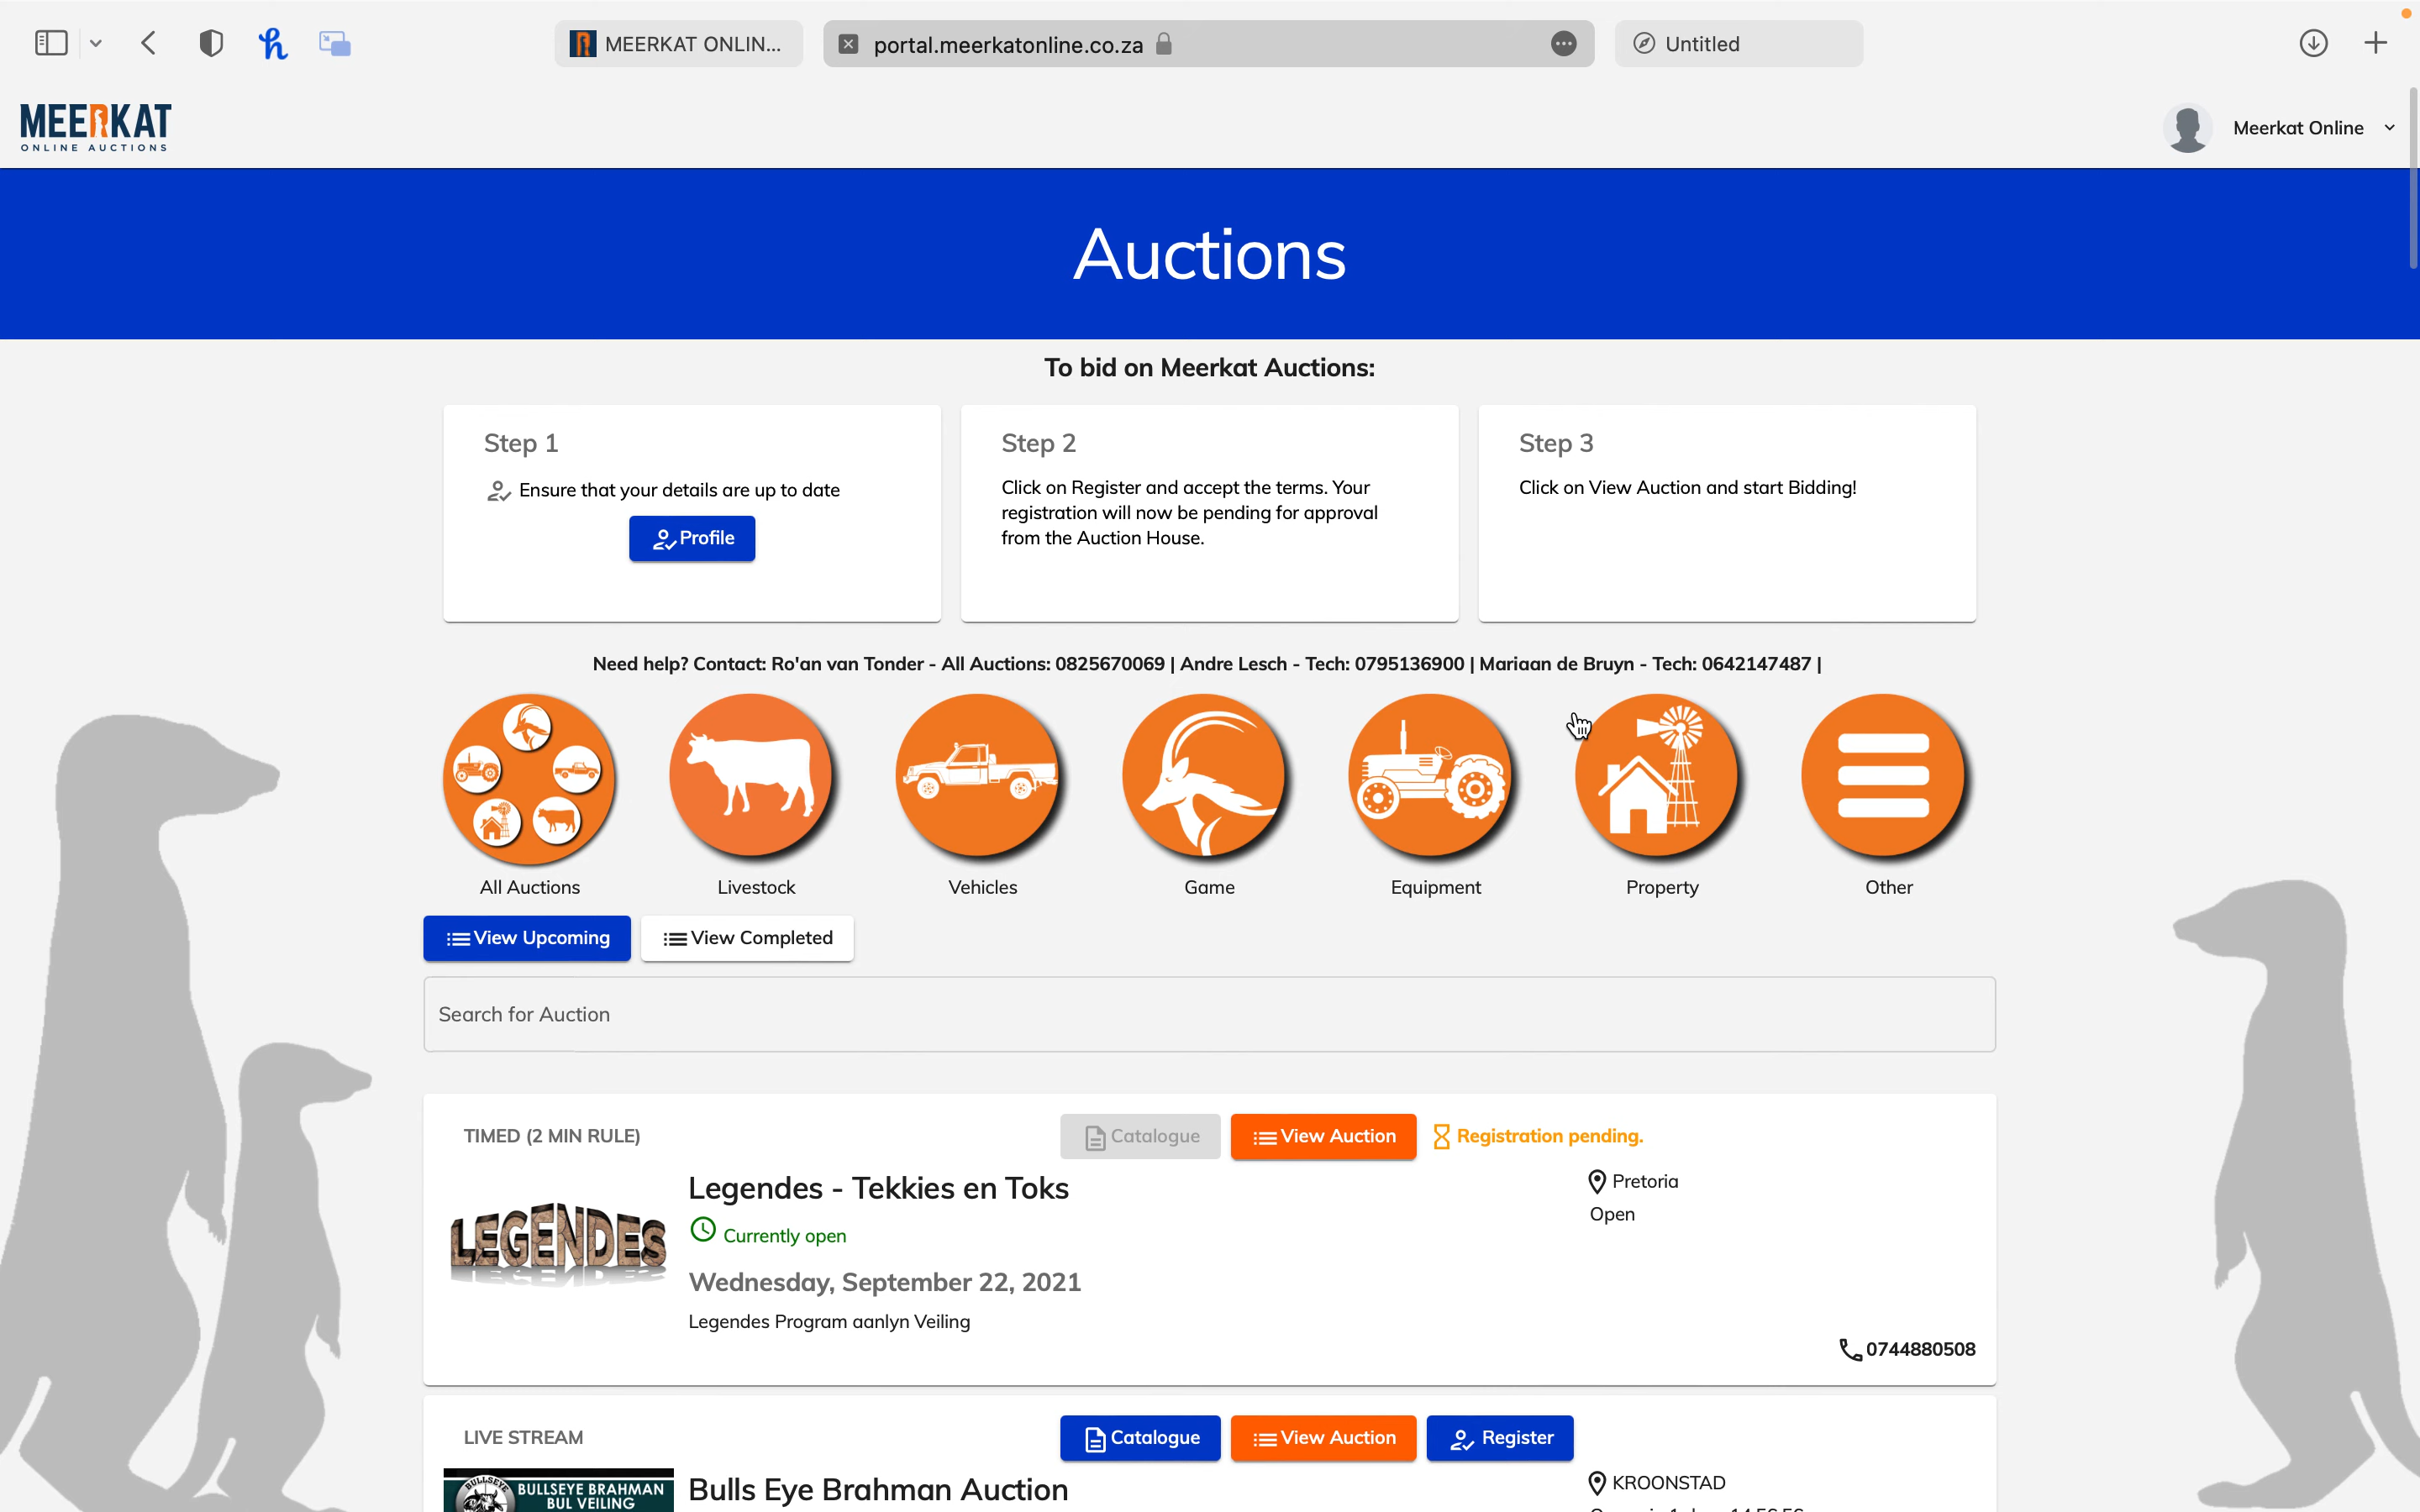 MEERKAT ONLIN...
portal.meerkatonline.co.za
Untitled
MEERKAT
ONLINE AUCTIONS
Meerkat Online
Auctions
To bid on Meerkat Auctions:
Step 1
Ensure that your details are up to date
Profile
Step 2
Click on Register and accept the terms. Your
registration will now be pending for approval
from the Auction House.
Step 3
Click on View Auction and start Bidding!
Need help? Contact: Ro'an van Tonder - All Auctions: 0825670069 | Andre Lesch - Tech: 0795136900 | Mariaan de Bruyn - Tech: 0642147487 |
All Auctions
Livestock
Vehicles
Game
Equipment
Property
Other
View Upcoming
View Completed
Search for Auction
TIMED (2 MIN RULE)
Catalogue
View Auction
Registration pending.
LEGENDES
Legendes - Tekkies en Toks
Currently open
Wednesday, September 22, 2021
Legendes Program aanlyn Veiling
Pretoria
Open
0744880508
LIVE STREAM
Catalogue
View Auction
Register
BULLSEYE
BULLSEYE BRAHMAN
BUL VEILING
Bulls Eye Brahman Auction
KROONSTAD